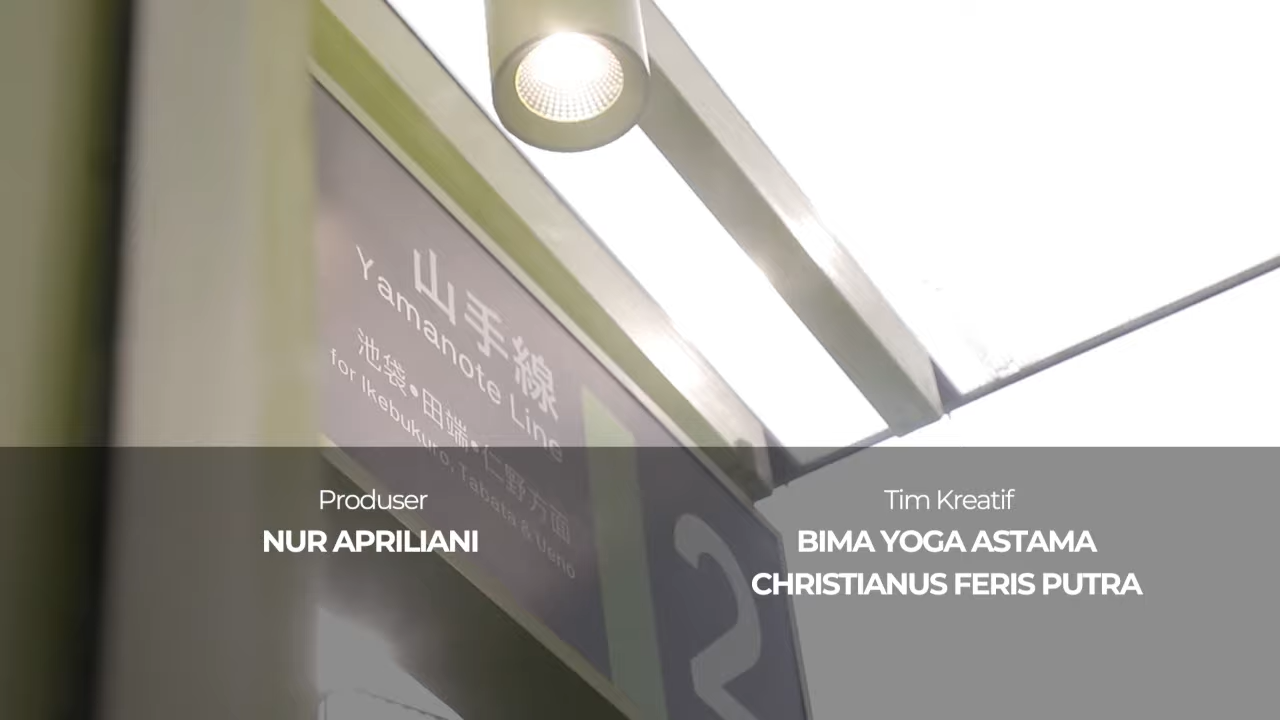 山手線
Yamanote Line
池袋•田端•仁野方面
for Ikebukuro, Tabata & Ueno
2
Produser
NUR APRILIANI
Tim Kreatif
BIMA YOGA ASTAMA
CHRISTIANUS FERIS PUTRA